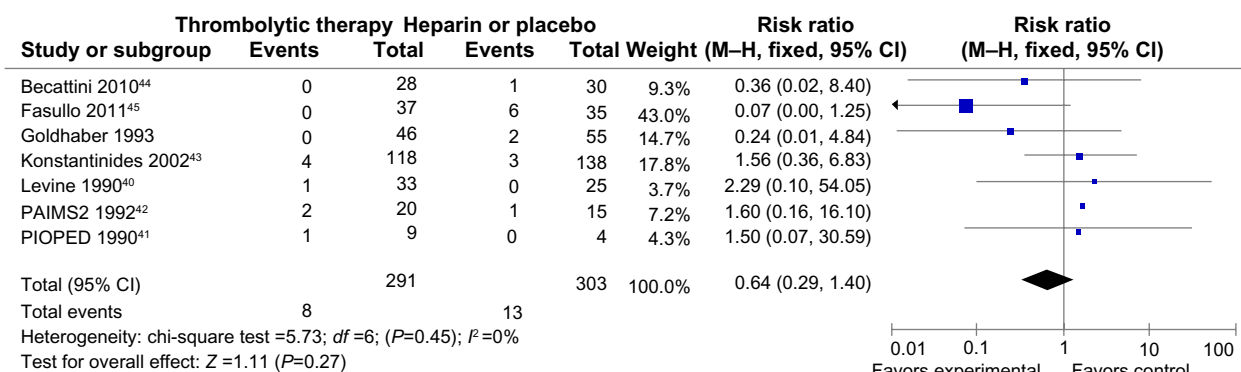 Thrombolytic therapy Heparin or placebo Risk ratio Risk ratio
Study or subgroup Events Total Events Total Weight (M–H, fixed, 95% CI) (M–H, fixed, 95% CI)
Becattini 2010⁴⁴ 0 28 1 30 9.3% 0.36 (0.02, 8.40)
Fasullo 2011⁴⁵ 0 37 6 35 43.0% 0.07 (0.00, 1.25)
Goldhaber 1993 0 46 2 55 14.7% 0.24 (0.01, 4.84)
Konstantinides 2002⁴³ 4 118 3 138 17.8% 1.56 (0.36, 6.83)
Levine 1990⁴⁰ 1 33 0 25 3.7% 2.29 (0.10, 54.05)
PAIMS2 1992⁴² 2 20 1 15 7.2% 1.60 (0.16, 16.10)
PIOPED 1990⁴¹ 1 9 0 4 4.3% 1.50 (0.07, 30.59)
Total (95% CI) 291 303 100.0% 0.64 (0.29, 1.40)
Total events 8 13
Heterogeneity: chi-square test =5.73; df =6; (P=0.45); I² =0%
Test for overall effect: Z =1.11 (P=0.27)
0.01 0.1 1 10 100
Favors experimental Favors control